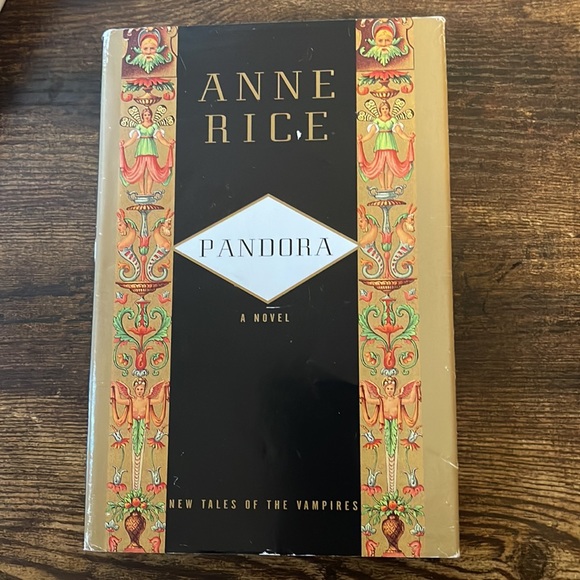 ANNE
RICE
PANDORA
A NOVEL
NEW TALES OF THE VAMPIRES